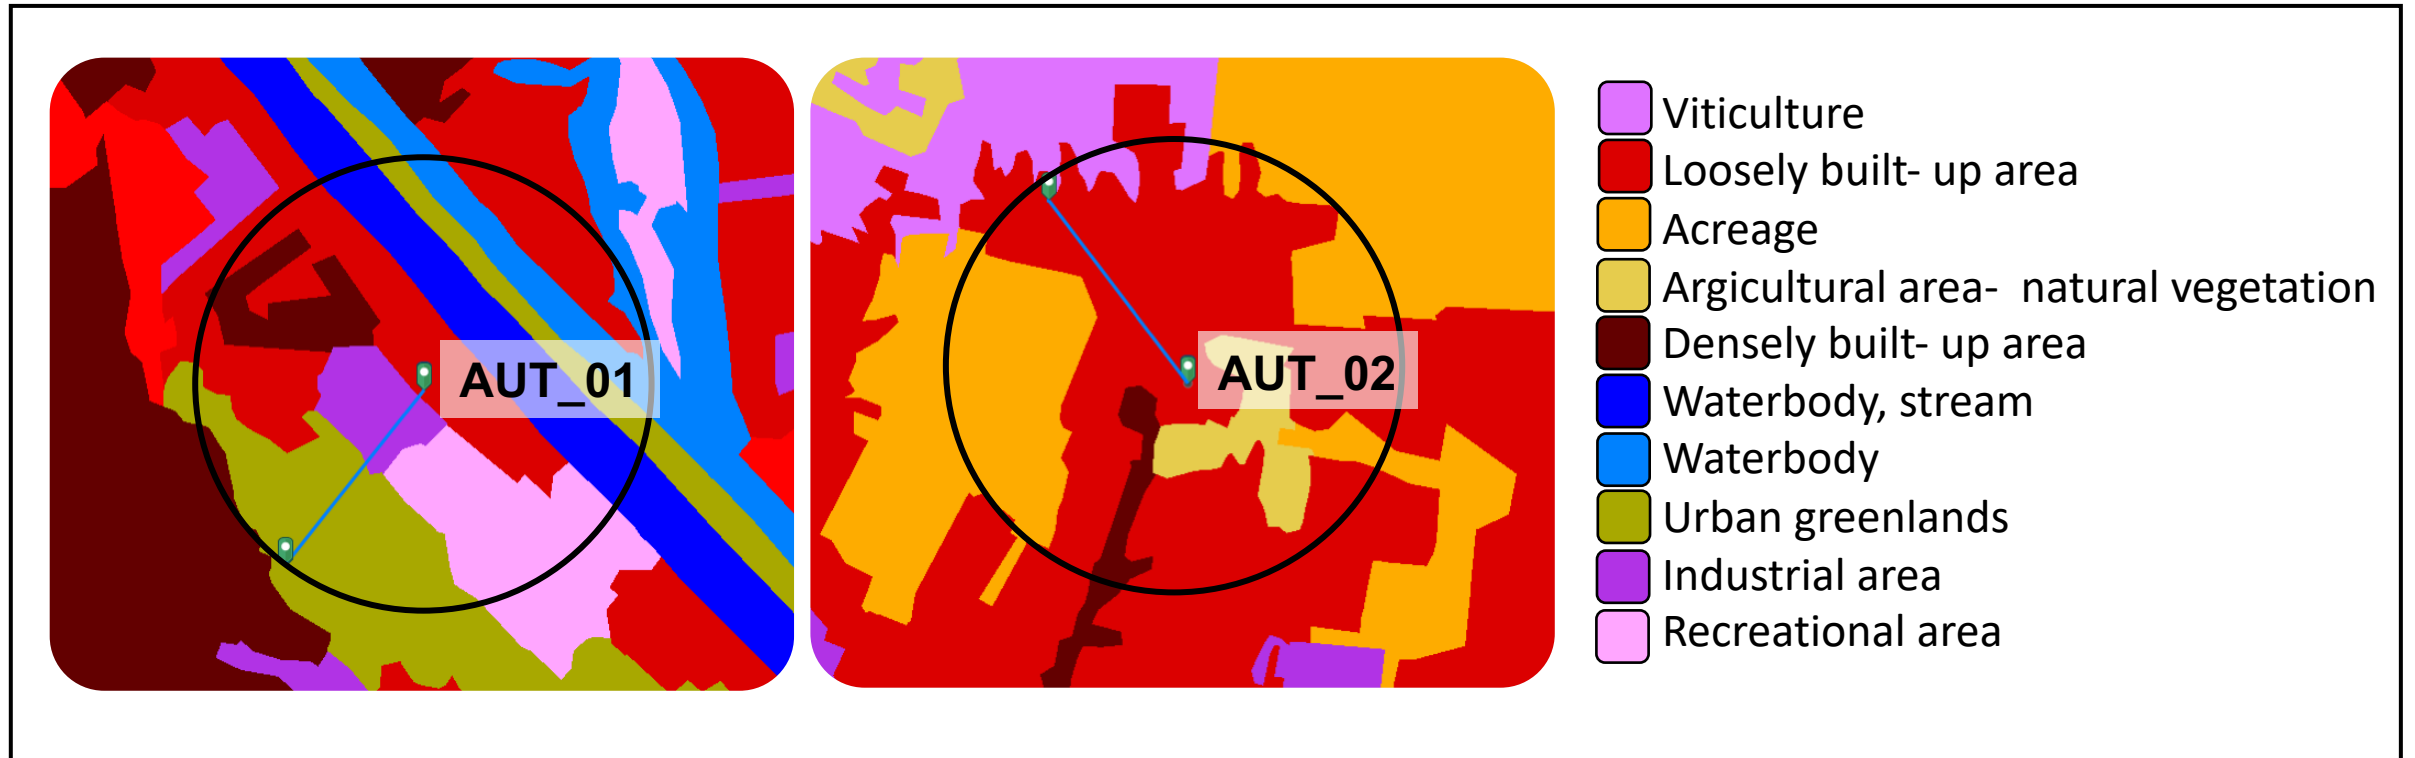 AUT_01
AUT_02
Viticulture
Loosely built- up area
Acreage
Argicultural area-  natural vegetation
Densely built- up area
Waterbody, stream
Waterbody
Urban greenlands
Industrial area
Recreational area